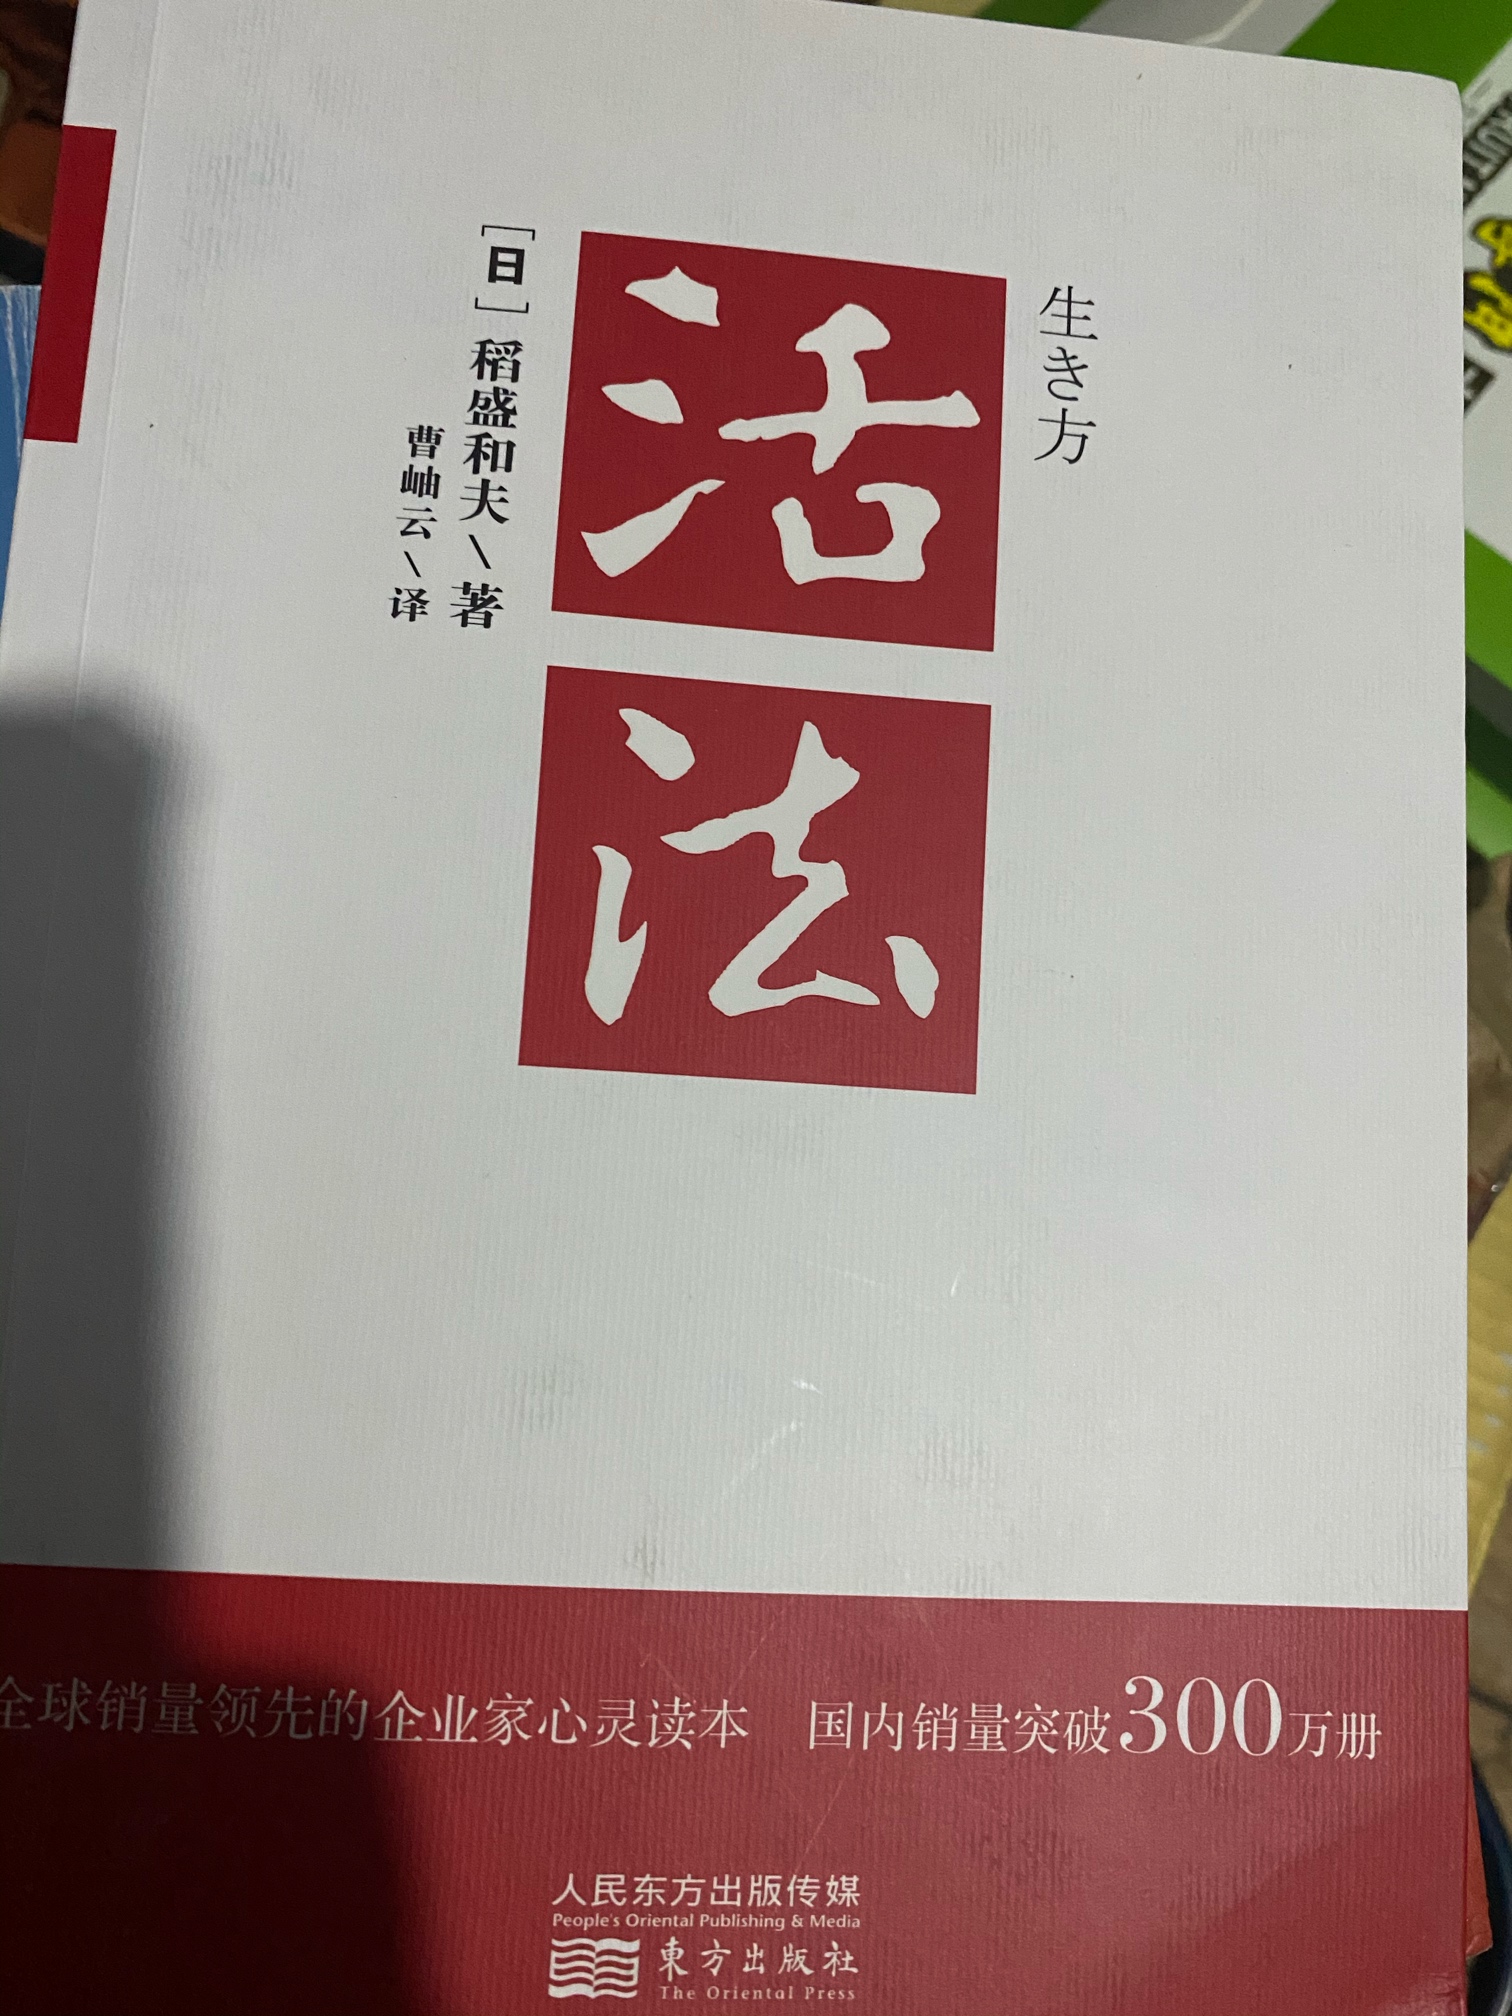 生き方
活法
[日]稻盛和夫\著
曹岫云\译
全球销量领先的企业家心灵读本 国内销量突破300万册
人民东方出版传媒
People's Oriental Publishing & Media
東方出版社
The Oriental Press